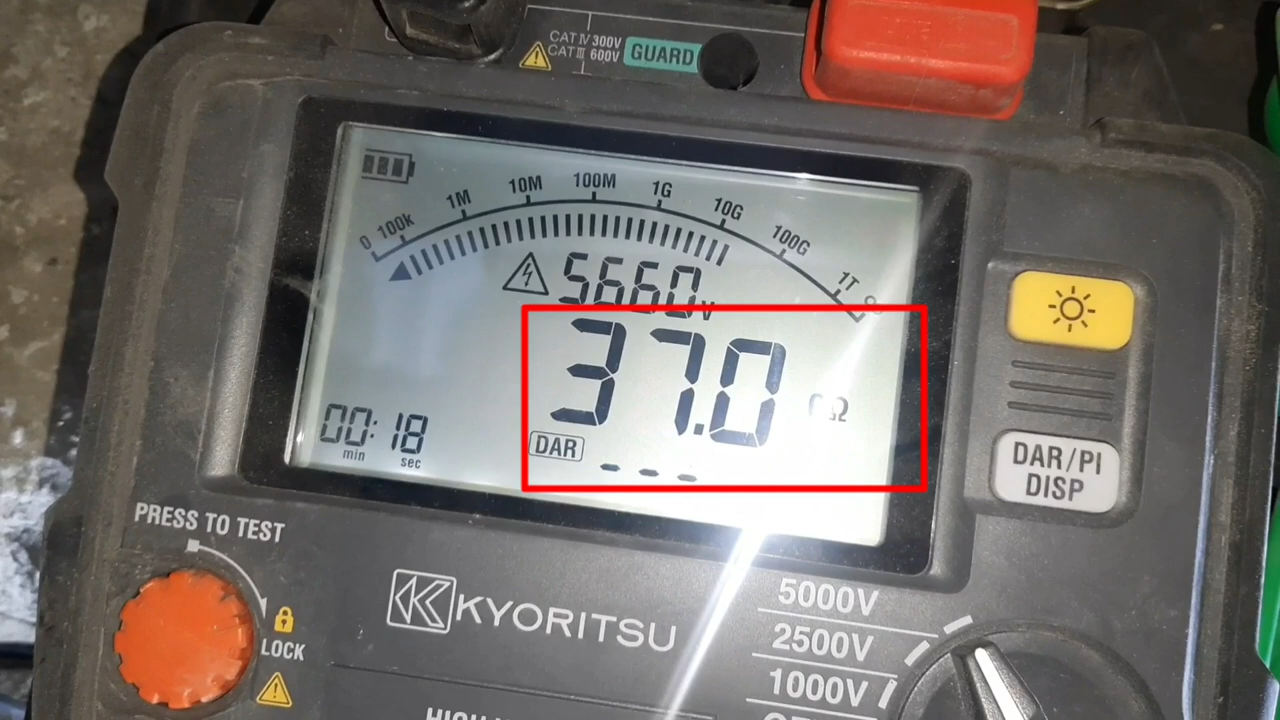 CAT IV 300V
CAT III 600V
GUARD
0 100k 1M 10M 100M 1G 10G 100G 1T
5660V
37.0
Ω
00:18
min sec
DAR
---
DAR/PI
DISP
PRESS TO TEST
LOCK
KYORITSU
5000V
2500V
1000V